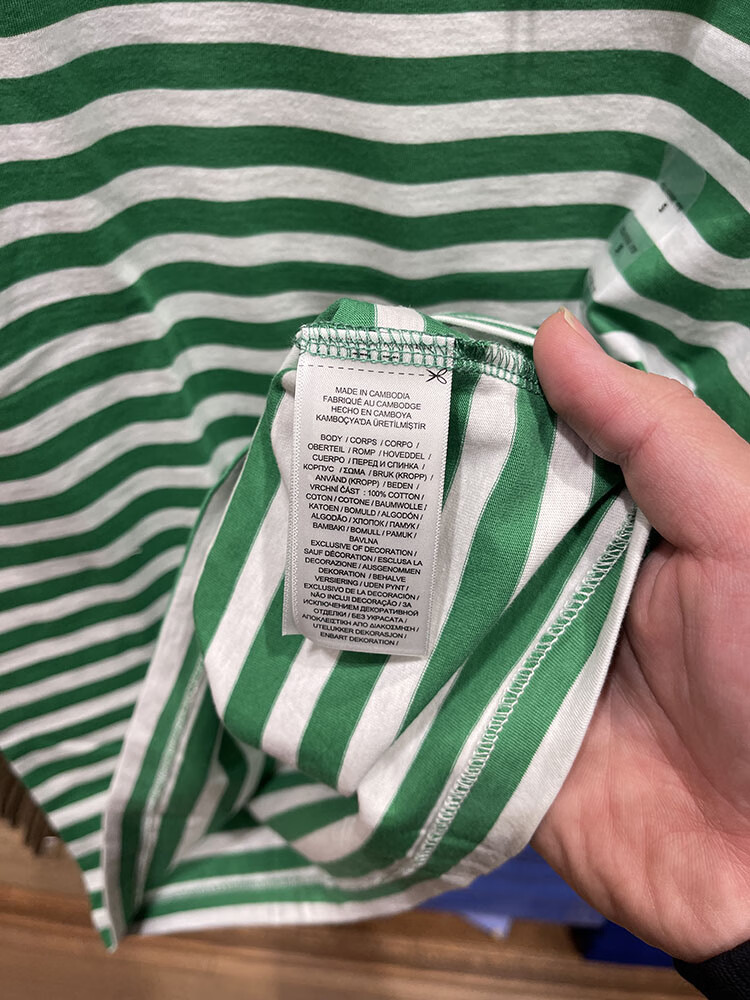 MADE IN CAMBODIA
FABRIQUÉ AU CAMBODGE
HECHO EN CAMBOYA
KAMBOÇYA'DA ÜRETİLMİŞTİR
BODY / CORPS / CORPO /
OBERTEIL / ROMP / HOVEDDEL /
CUERPO / ПЕРЕД И СПИНКА /
КОРПУС / ΣΩΜΑ / BRUK (KROPP) /
ANVÄND (KROPP) / BEDEN /
VRCHNÍ ČÁST : 100% COTTON /
COTON / COTONE / BAUMWOLLE /
KATOEN / BOMULD / ALGODÓN /
ALGODÃO / ХЛОПОК / ПАМУК /
BAMBAKI / BOMULL / PAMUK /
BAVLNA
EXCLUSIVE OF DECORATION /
SAUF DÉCORATION / ESCLUSA LA
DECORAZIONE / AUSGENOMMEN
DEKORATION / BEHALVE
VERSIERING / UDEN PYNT /
EXCLUSIVO DE LA DECORACIÓN /
NÃO INCLUI DECORAÇÃO / ЗА
ИСКЛЮЧЕНИЕМ ДЕКОРАТИВНОЙ
ОТДЕЛКИ / БЕЗ УКРАСАТА /
ΑΠΟΚΛΕΙΣΤΙΚΗ ΑΠΟ ΔΙΑΚΟΣΜΗΣΗ /
UTELUKKER DEKORASJON /
ENBART DEKORATION /
S